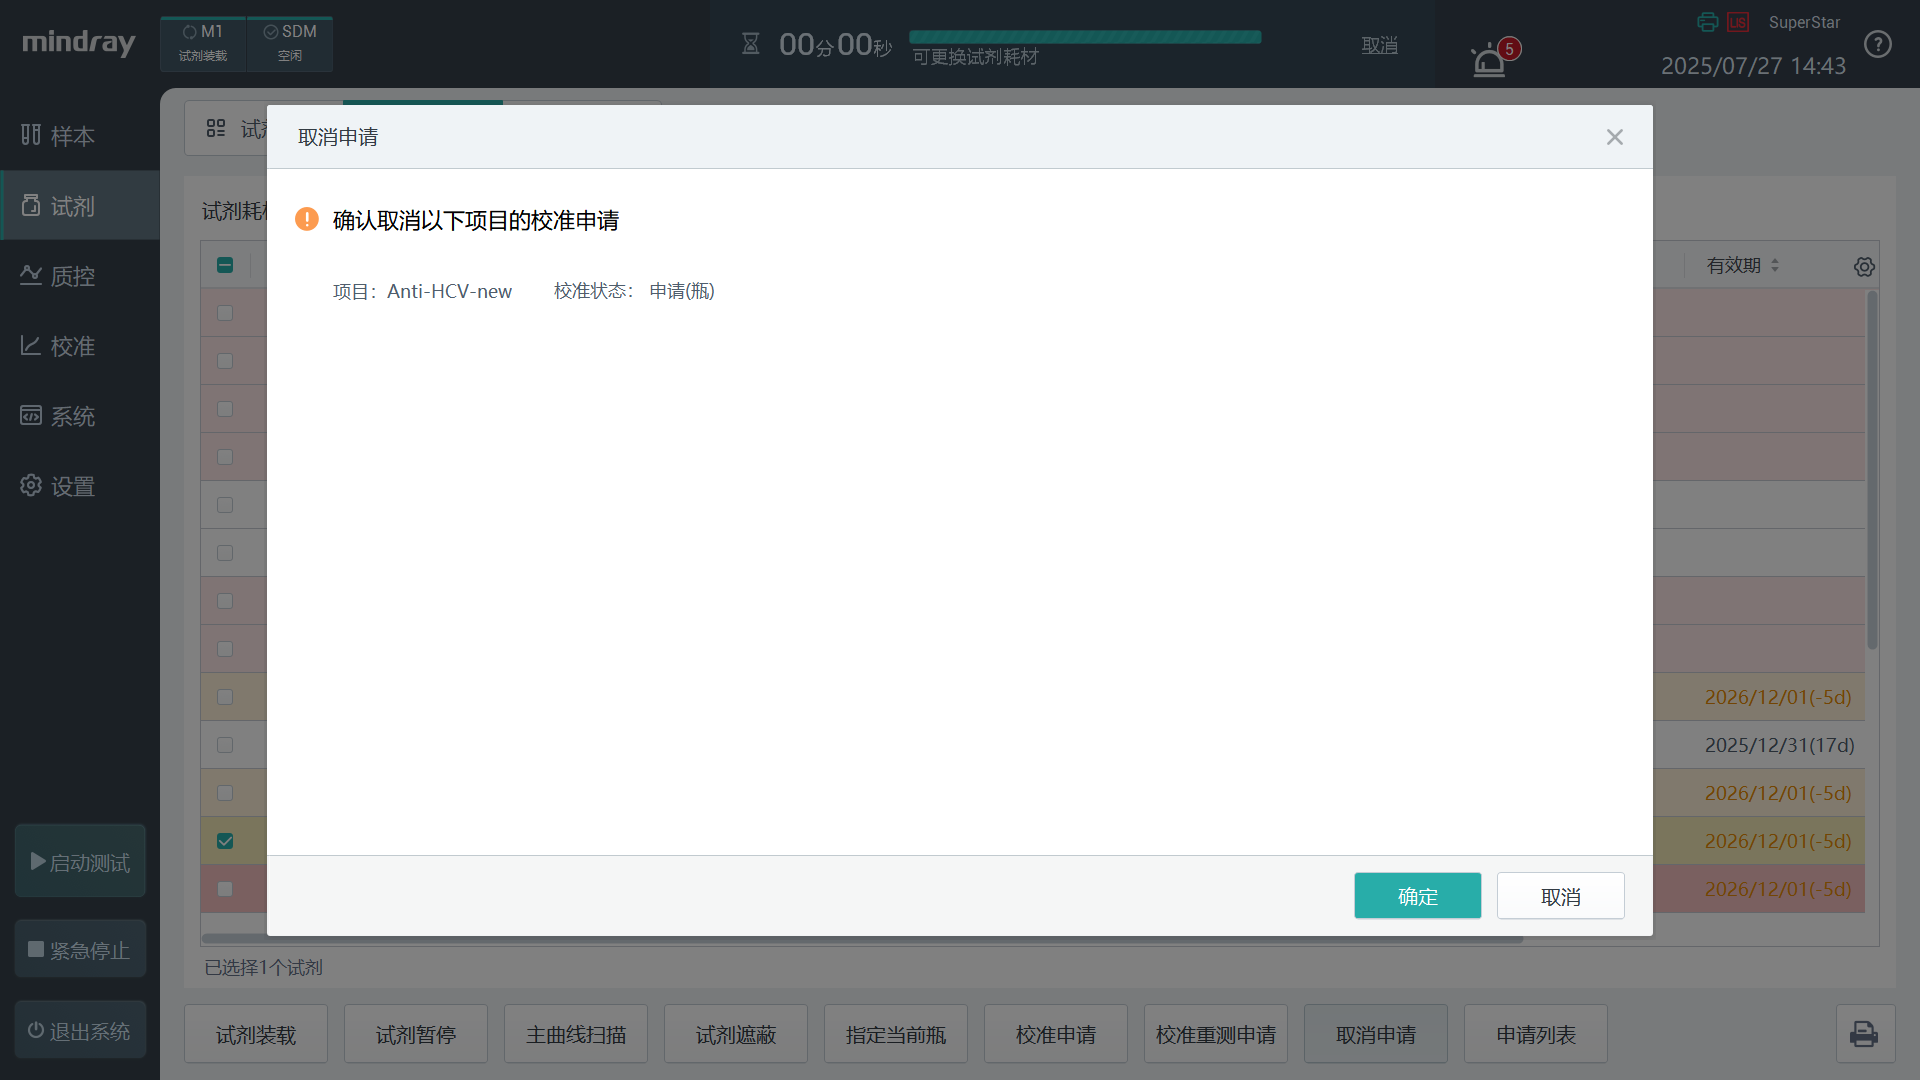 mindray
M1
试剂装载
SDM
空闲
00分00秒
可更换试剂耗材
取消
5
LIS
SuperStar
2025/07/27 14:43
样本
试剂
质控
校准
系统
设置
启动测试
紧急停止
退出系统
取消申请
确认取消以下项目的校准申请
项目： Anti-HCV-new 校准状态： 申请(瓶)
确定
取消
试剂耗
有效期
2026/12/01(-5d)
2025/12/31(17d)
2026/12/01(-5d)
2026/12/01(-5d)
2026/12/01(-5d)
已选择1个试剂
试剂装载
试剂暂停
主曲线扫描
试剂遮蔽
指定当前瓶
校准申请
校准重测申请
取消申请
申请列表